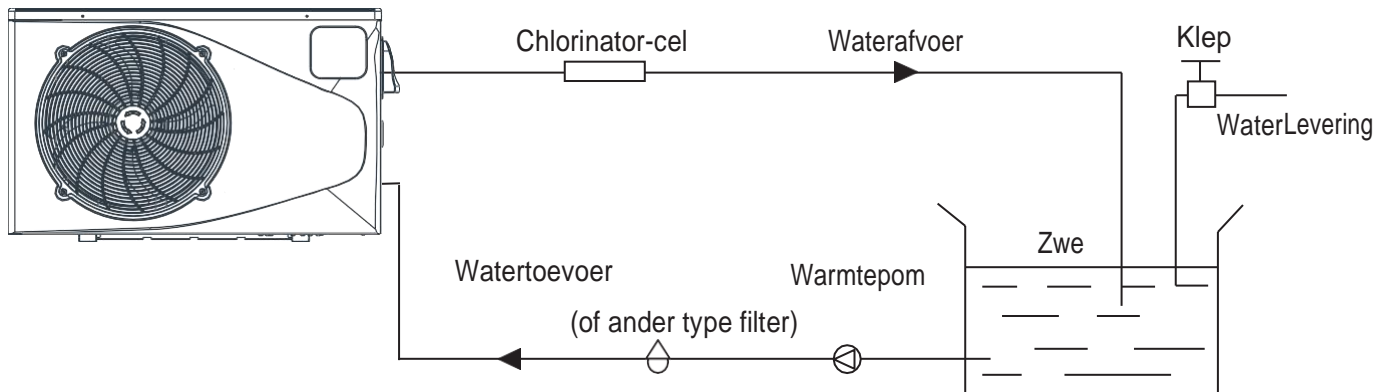 Chlorinator-cel
Waterafvoer
Klep
WaterLevering
Zwe
Watertoevoer
Warmtepom
(of ander type filter)